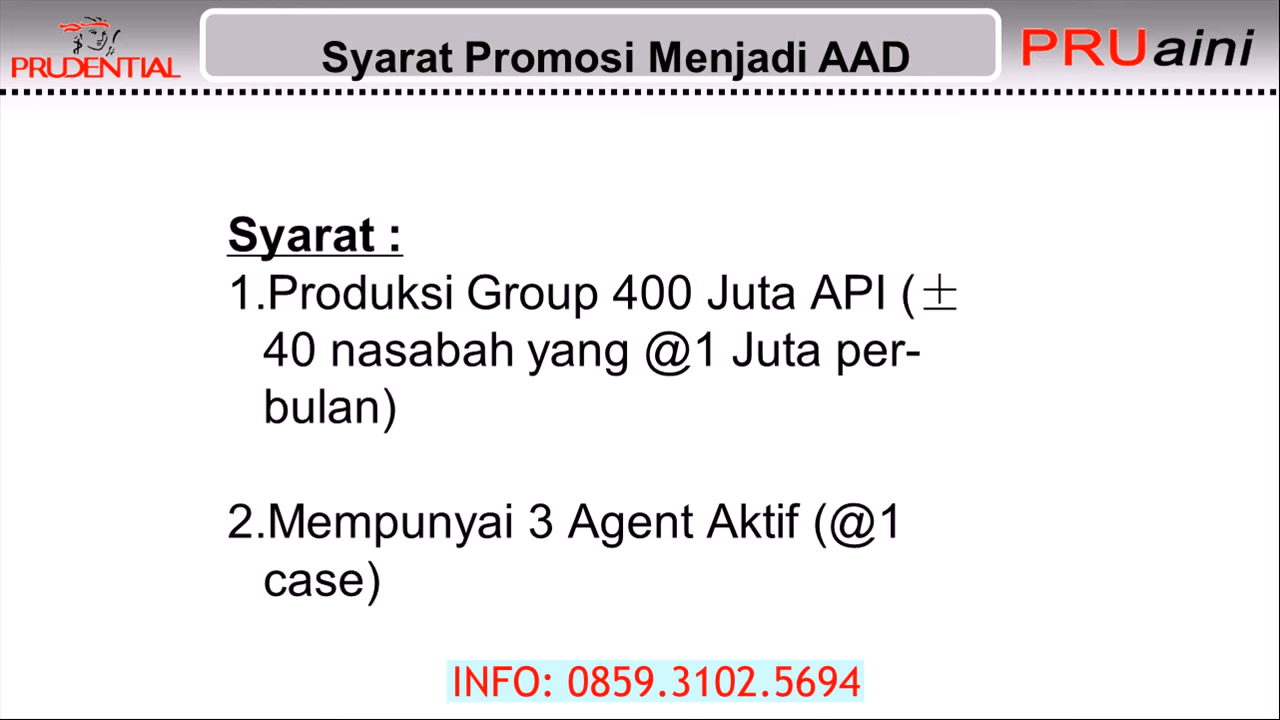 PRUDENTIAL
Syarat Promosi Menjadi AAD
PRUaini
Syarat :
1.Produksi Group 400 Juta API (±
40 nasabah yang @1 Juta per-
bulan)
2.Mempunyai 3 Agent Aktif (@1
case)
INFO: 0859.3102.5694